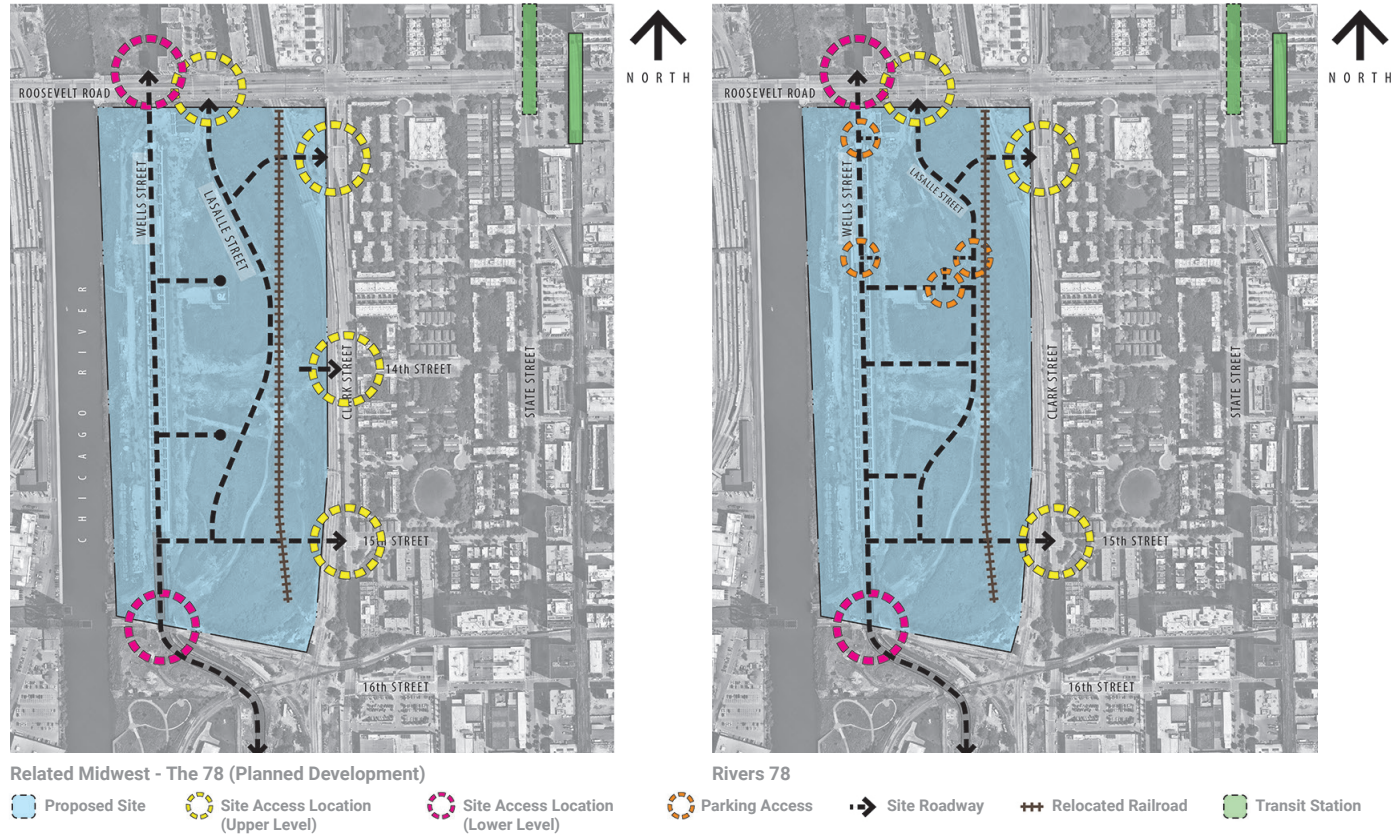 NORTH
ROOSEVELT ROAD
WELLS STREET
LASALLE STREET
CHICAGO RIVER
CLARK STREET
14th STREET
STATE STREET
15th STREET
16th STREET
NORTH
ROOSEVELT ROAD
WELLS STREET
LASALLE STREET
CLARK STREET
STATE STREET
15th STREET
16th STREET
Related Midwest - The 78 (Planned Development)
Rivers 78
Proposed Site
Site Access Location
(Upper Level)
Site Access Location
(Lower Level)
Parking Access
Site Roadway
Relocated Railroad
Transit Station